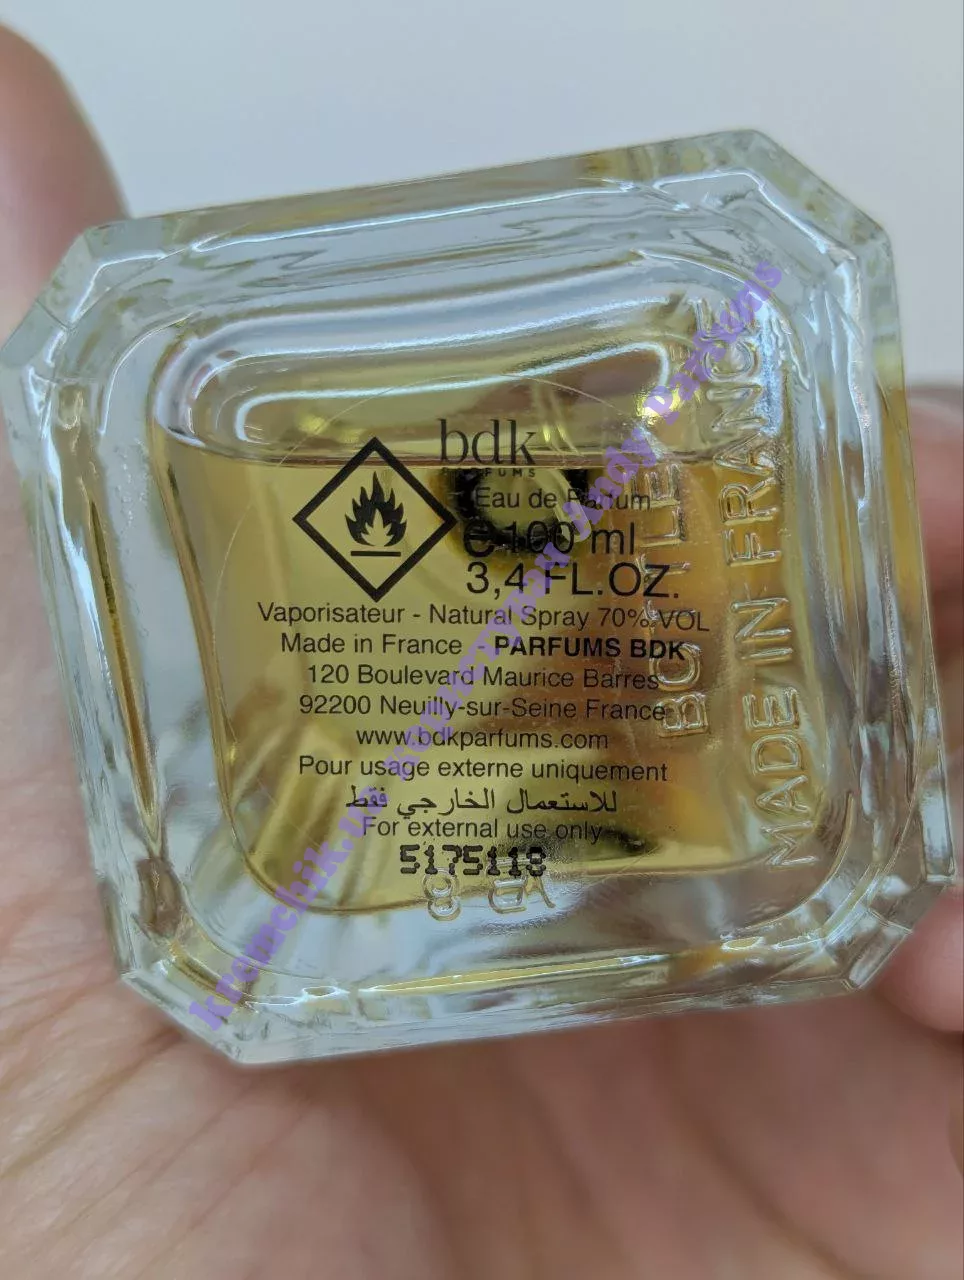 bdk
PARFUMS
Eau de Parfum
℮ 100 ml
3,4 FL.OZ.
Vaporisateur - Natural Spray 70% VOL
Made in France - PARFUMS BDK
120 Boulevard Maurice Barres
92200 Neuilly-sur-Seine France
www.bdkparfums.com
Pour usage externe uniquement
للاستعمال الخارجي فقط
For external use only
5175118
BOTTLE
MADE IN FRANCE